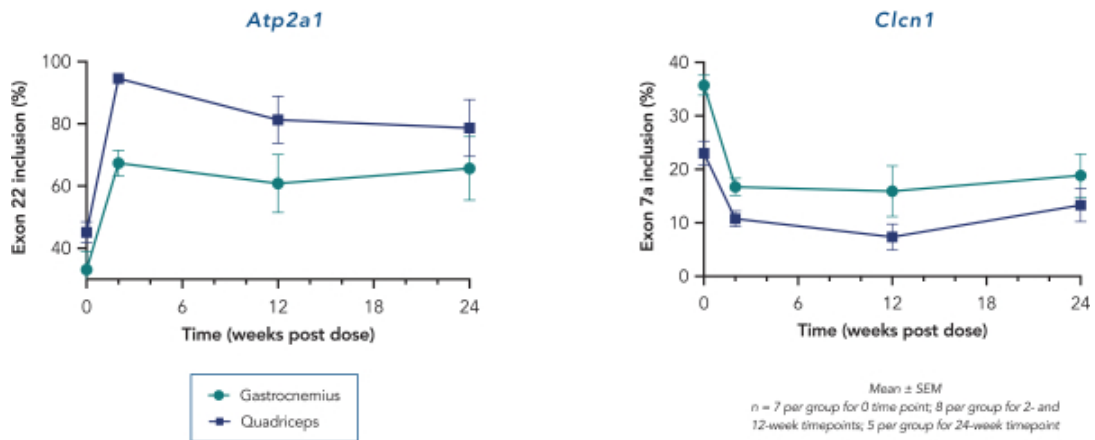 Atp2a1
Exon 22 inclusion (%)
100
80
60
40
0
6
12
18
24
Time (weeks post dose)
Gastrocnemius
Quadriceps
Clcn1
Exon 7a inclusion (%)
40
30
20
10
0
0
6
12
18
24
Time (weeks post dose)
Mean ± SEM
n = 7 per group for 0 time point; 8 per group for 2- and
12-week timepoints; 5 per group for 24-week timepoint